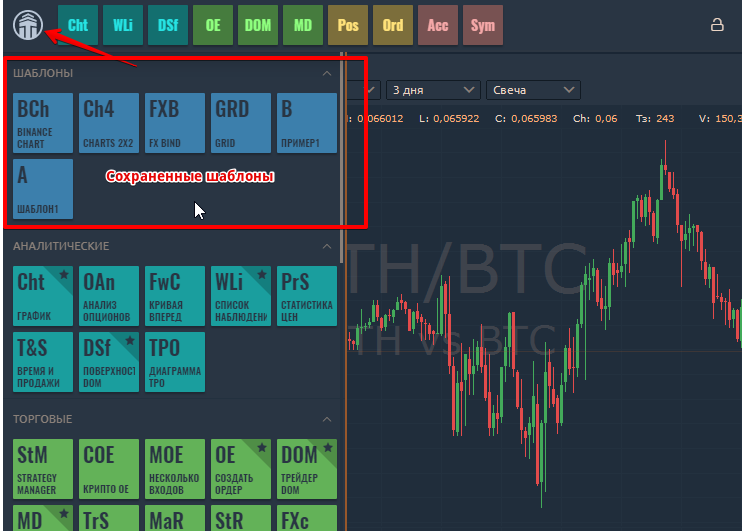 Cht WLi DSf OE DOM MD Pos Ord Acc Sym
ШАБЛОНЫ
BCh Ch4 FXB GRD B
BINANCE CHART CHARTS 2X2 FX BIND GRID ПРИМЕР1
A
ШАБЛОН1
Сохраненные шаблоны
3 дня Свеча
0,066012 L: 0,065922 C: 0,065983 Ch: 0,06 Тз: 243 V: 150,3
TH/BTC
TH vs BTC
АНАЛИТИЧЕСКИЕ
Cht OAn FwC WLi PrS
ГРАФИК АНАЛИЗ ОПЦИОНОВ КРИВАЯ ВПЕРЕД СПИСОК НАБЛЮДЕНИ СТАТИСТИКА ЦЕН
T&S DSf TPO
ВРЕМЯ И ПРОДАЖИ ПОВЕРХНОСТ DOM ДИАГРАММА TPO
ТОРГОВЫЕ
StM COE MOE OE DOM
STRATEGY MANAGER КРИПТО OE НЕСКОЛЬКО ВХОДОВ СОЗДАТЬ ОРДЕР ТРЕЙДЕР DOM
MD TrS MaR StR FXc